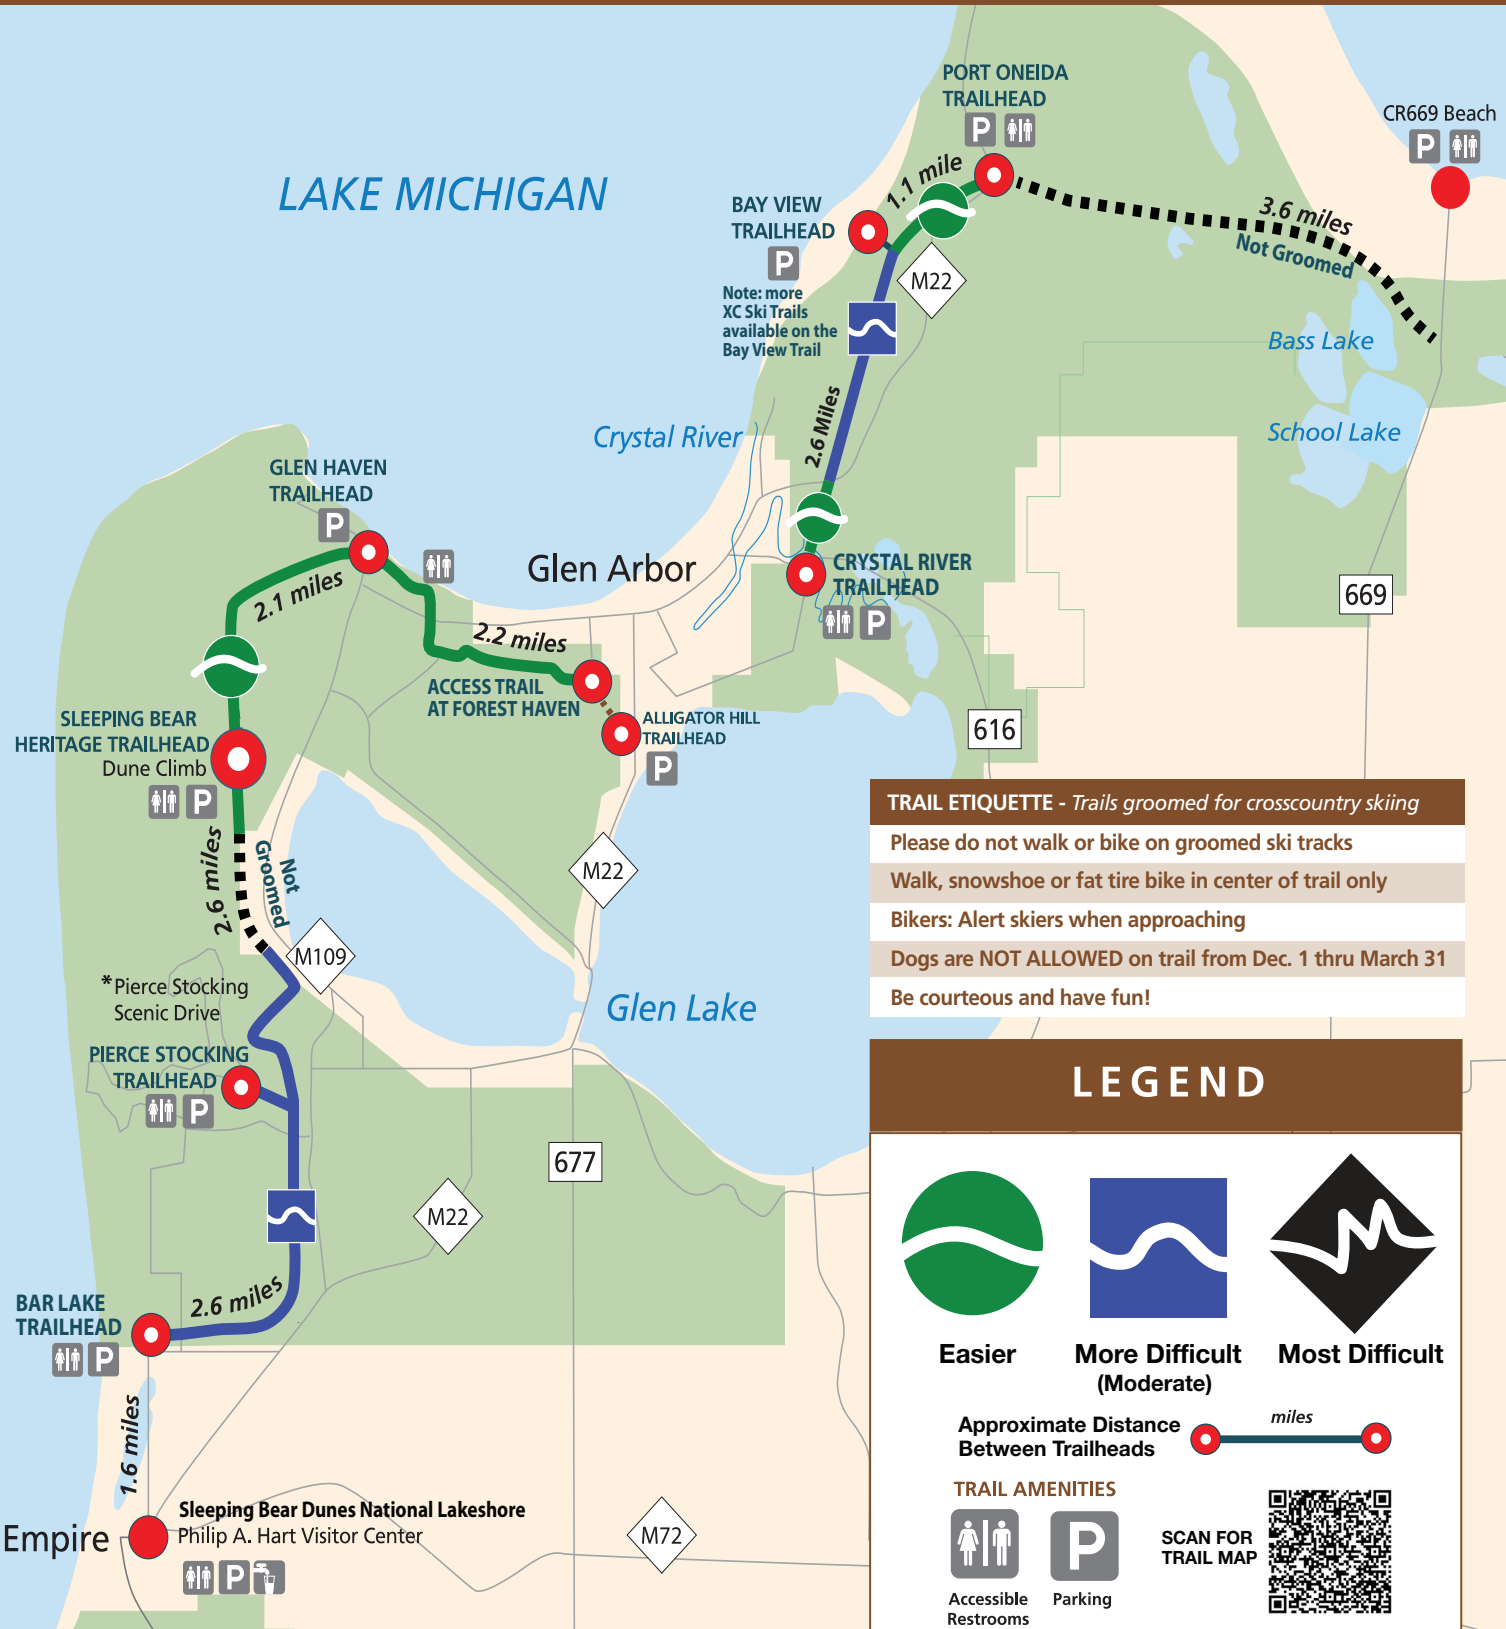 PORT ONEIDA
TRAILHEAD
P
CR669 Beach
P
LAKE MICHIGAN
1.1 mile
BAY VIEW
TRAILHEAD
P
Note: more
XC Ski Trails
available on the
Bay View Trail
M22
3.6 miles
Not Groomed
Bass Lake
School Lake
2.6 Miles
Crystal River
GLEN HAVEN
TRAILHEAD
P
Glen Arbor
CRYSTAL RIVER
TRAILHEAD
P
669
2.1 miles
2.2 miles
ACCESS TRAIL
AT FOREST HAVEN
ALLIGATOR HILL
TRAILHEAD
P
616
SLEEPING BEAR
HERITAGE TRAILHEAD
Dune Climb
P
2.6 miles
Not
Groomed
M22
M109
*Pierce Stocking
Scenic Drive
Glen Lake
PIERCE STOCKING
TRAILHEAD
P
677
M22
BAR LAKE
TRAILHEAD
P
2.6 miles
1.6 miles
Empire
Sleeping Bear Dunes National Lakeshore
Philip A. Hart Visitor Center
P
M72
TRAIL ETIQUETTE - Trails groomed for crosscountry skiing
Please do not walk or bike on groomed ski tracks
Walk, snowshoe or fat tire bike in center of trail only
Bikers: Alert skiers when approaching
Dogs are NOT ALLOWED on trail from Dec. 1 thru March 31
Be courteous and have fun!
LEGEND
Easier
More Difficult
(Moderate)
Most Difficult
Approximate Distance
Between Trailheads
miles
TRAIL AMENITIES
P
Accessible
Restrooms
Parking
SCAN FOR
TRAIL MAP